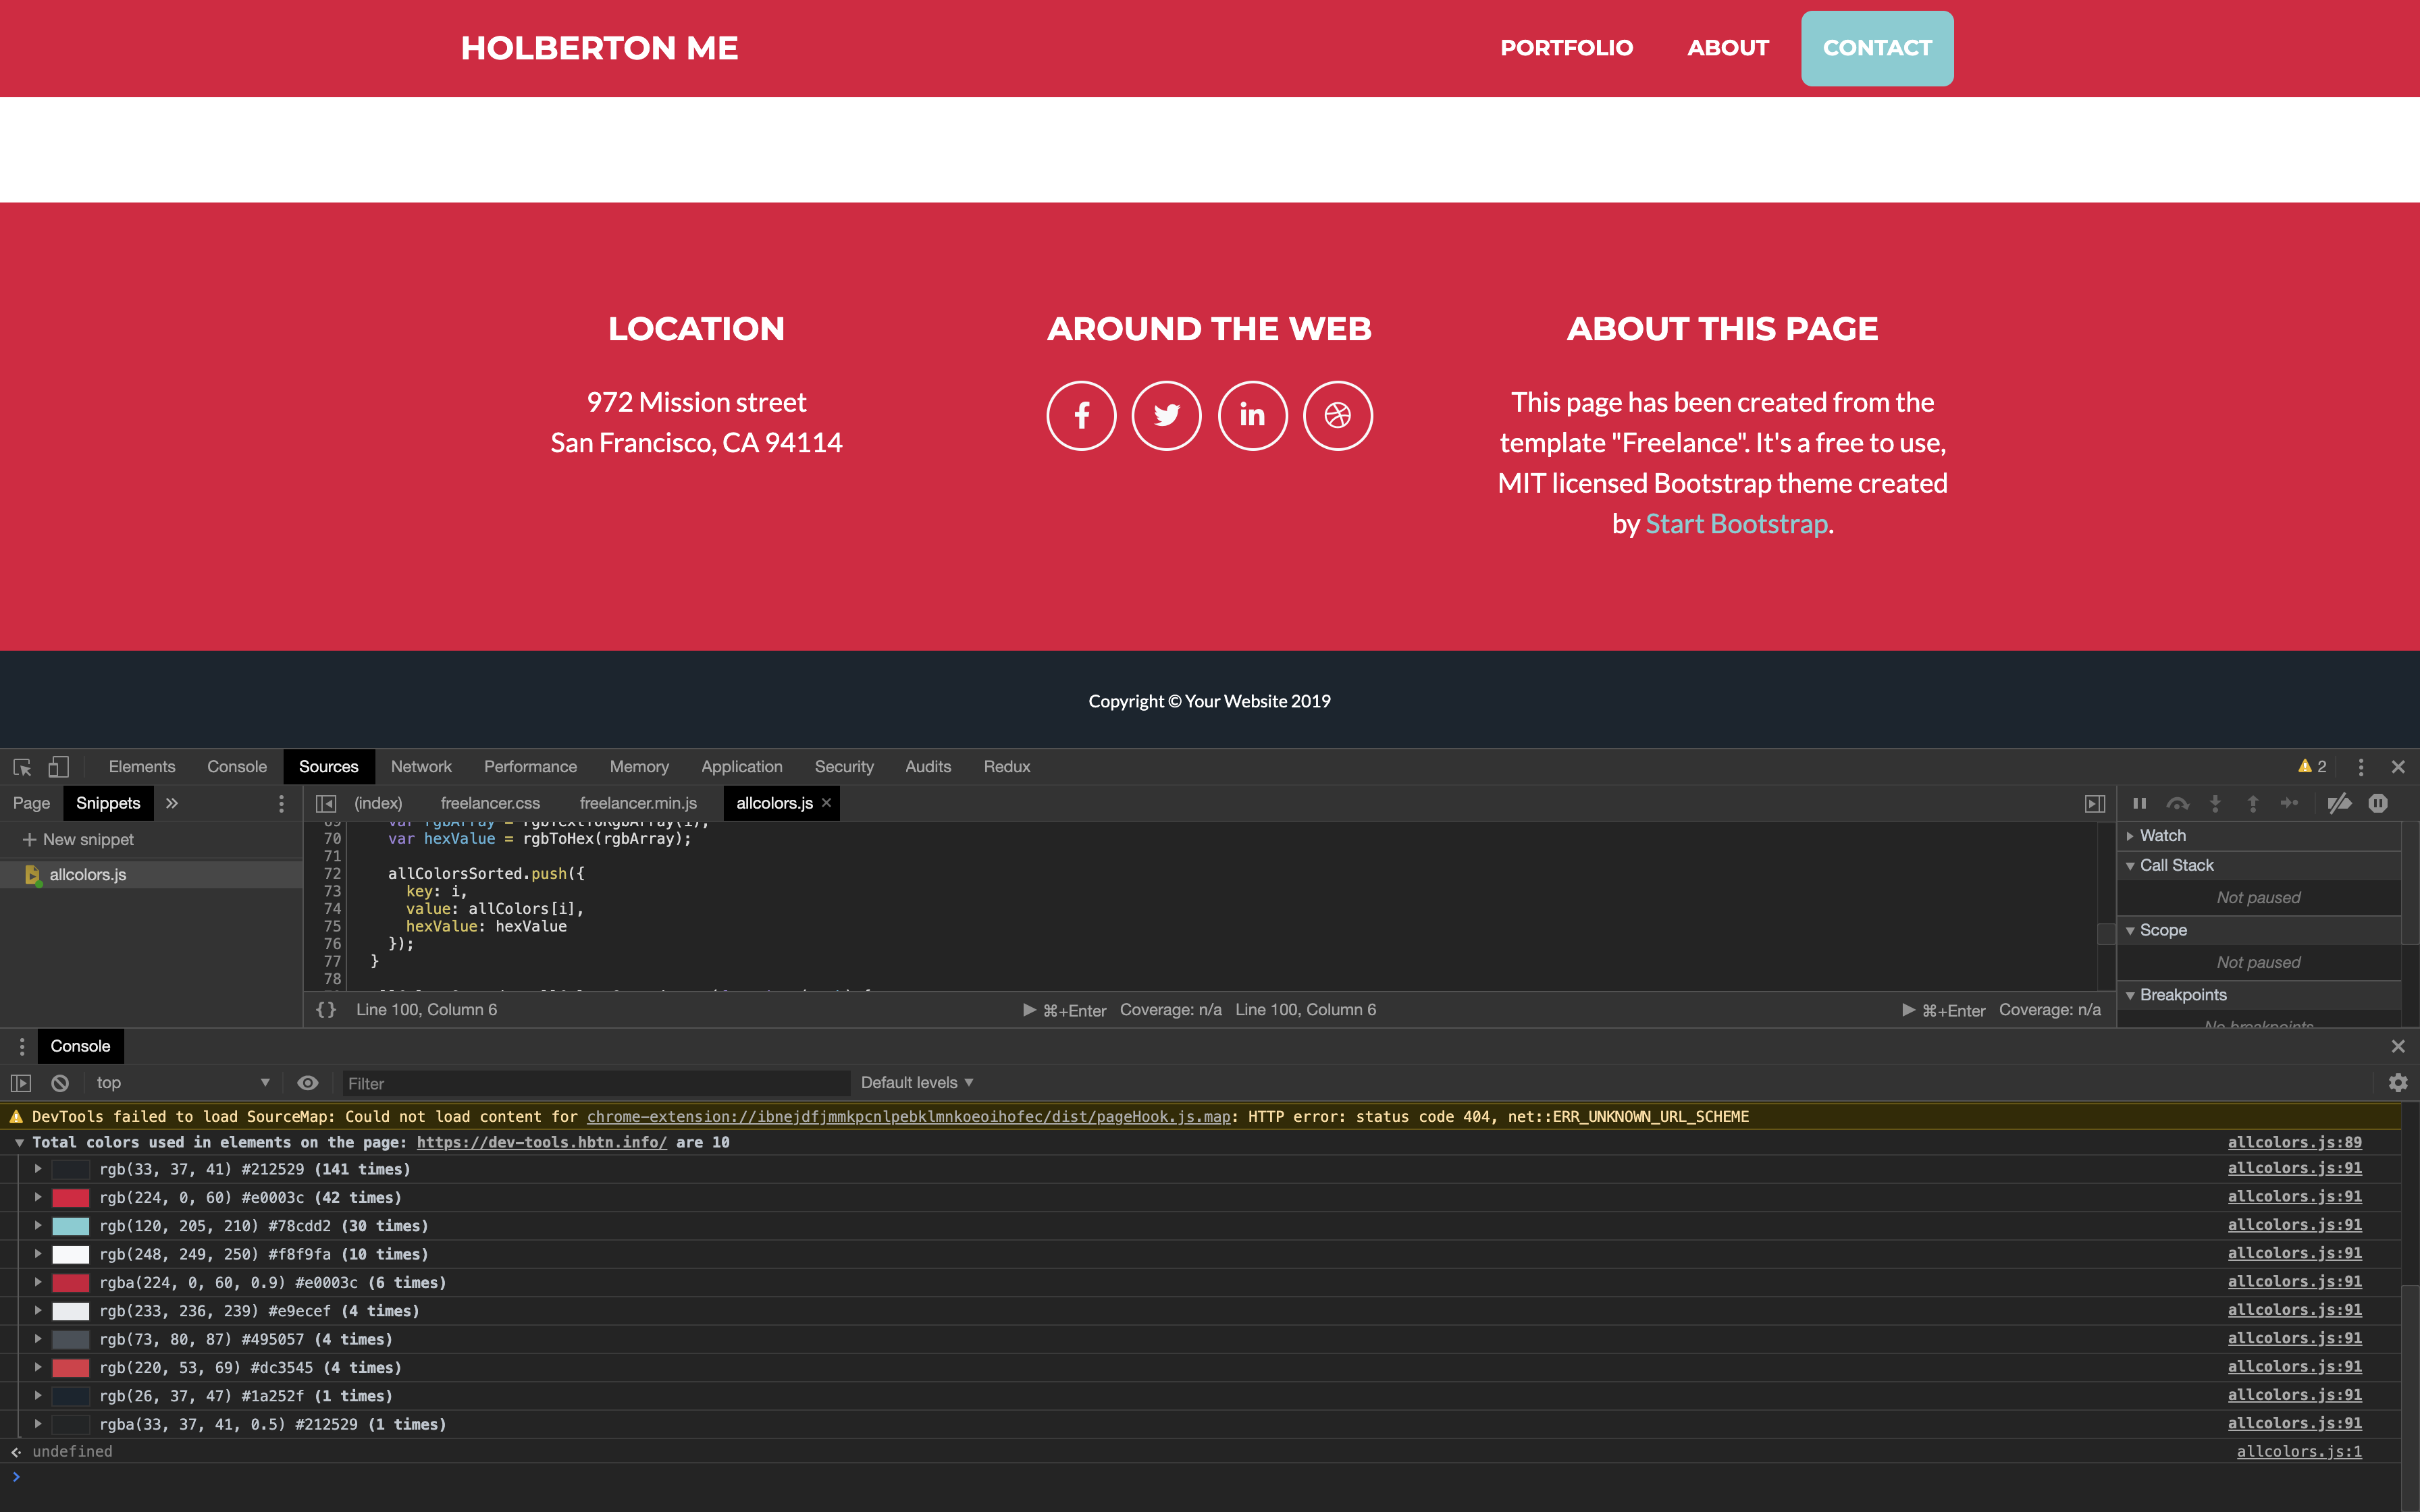 HOLBERTON ME
PORTFOLIO ABOUT CONTACT
LOCATION
972 Mission street
San Francisco, CA 94114
AROUND THE WEB
ABOUT THIS PAGE
This page has been created from the
template "Freelance". It's a free to use,
MIT licensed Bootstrap theme created
by Start Bootstrap.
Copyright © Your Website 2019
Elements Console Sources Network Performance Memory Application Security Audits Redux 2
Page Snippets »
(index) freelancer.css freelancer.min.js allcolors.js ×
+ New snippet
allcolors.js
69 var rgbArray = rgbTextToRgbArray(i);
70 var hexValue = rgbToHex(rgbArray);
71
72 allColorsSorted.push({
73 key: i,
74 value: allColors[i],
75 hexValue: hexValue
76 });
77 }
78
{} Line 100, Column 6 ⌘+Enter Coverage: n/a Line 100, Column 6 ⌘+Enter Coverage: n/a
Watch
Call Stack
Not paused
Scope
Not paused
Breakpoints
No breakpoints
Console
top Filter Default levels
DevTools failed to load SourceMap: Could not load content for chrome-extension://ibnejdfjmmkpcnlpebklmnkoeoihofec/dist/pageHook.js.map: HTTP error: status code 404, net::ERR_UNKNOWN_URL_SCHEME
Total colors used in elements on the page: https://dev-tools.hbtn.info/ are 10 allcolors.js:89
rgb(33, 37, 41) #212529 (141 times) allcolors.js:91
rgb(224, 0, 60) #e0003c (42 times) allcolors.js:91
rgb(120, 205, 210) #78cdd2 (30 times) allcolors.js:91
rgb(248, 249, 250) #f8f9fa (10 times) allcolors.js:91
rgba(224, 0, 60, 0.9) #e0003c (6 times) allcolors.js:91
rgb(233, 236, 239) #e9ecef (4 times) allcolors.js:91
rgb(73, 80, 87) #495057 (4 times) allcolors.js:91
rgb(220, 53, 69) #dc3545 (4 times) allcolors.js:91
rgb(26, 37, 47) #1a252f (1 times) allcolors.js:91
rgba(33, 37, 41, 0.5) #212529 (1 times) allcolors.js:91
undefined allcolors.js:1